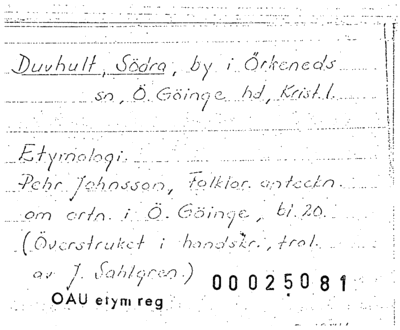 Duvhult, Södra, by i Örkeneds
sn, Ö. Göinge hd, Krist. l.
Etymologi.
Pehr Johnsson, Folklor. anteckn.
om ortn. i Ö. Göinge, bl. 20.
(Överstruket i handskr., trol.
av J. Sahlgren.)
00025081
OAU etym reg